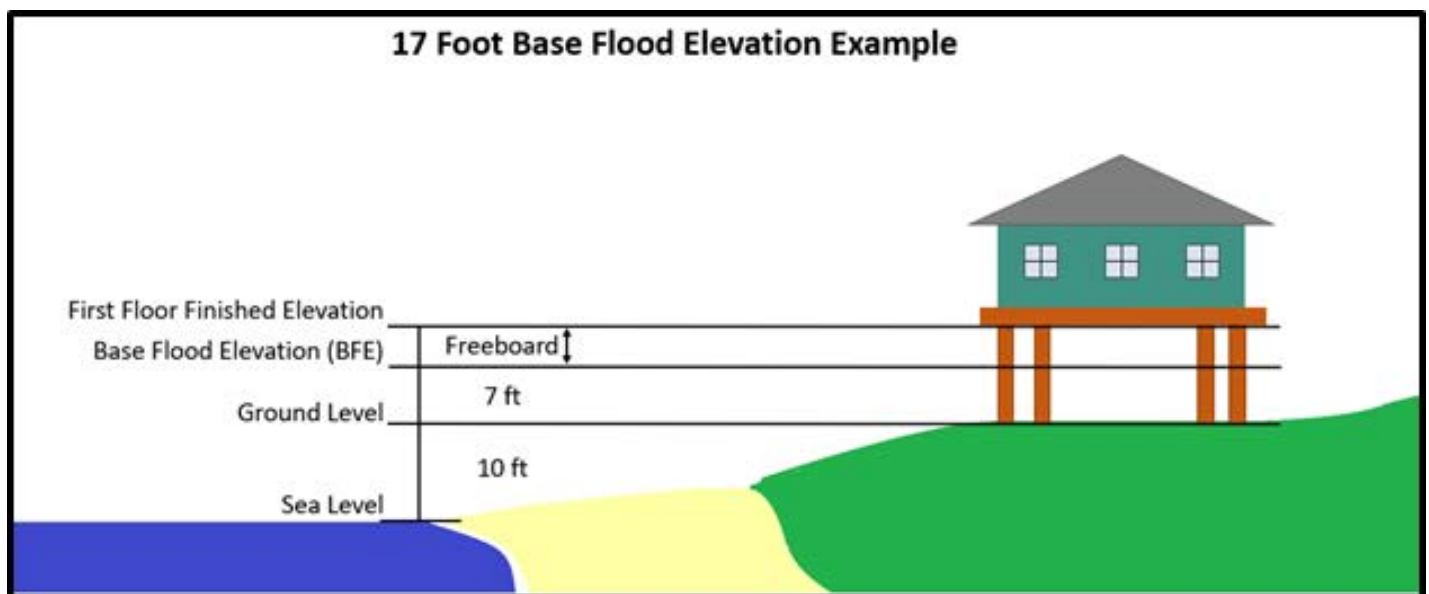 17 Foot Base Flood Elevation Example
First Floor Finished Elevation
Freeboard
Base Flood Elevation (BFE)
7 ft
Ground Level
10 ft
Sea Level